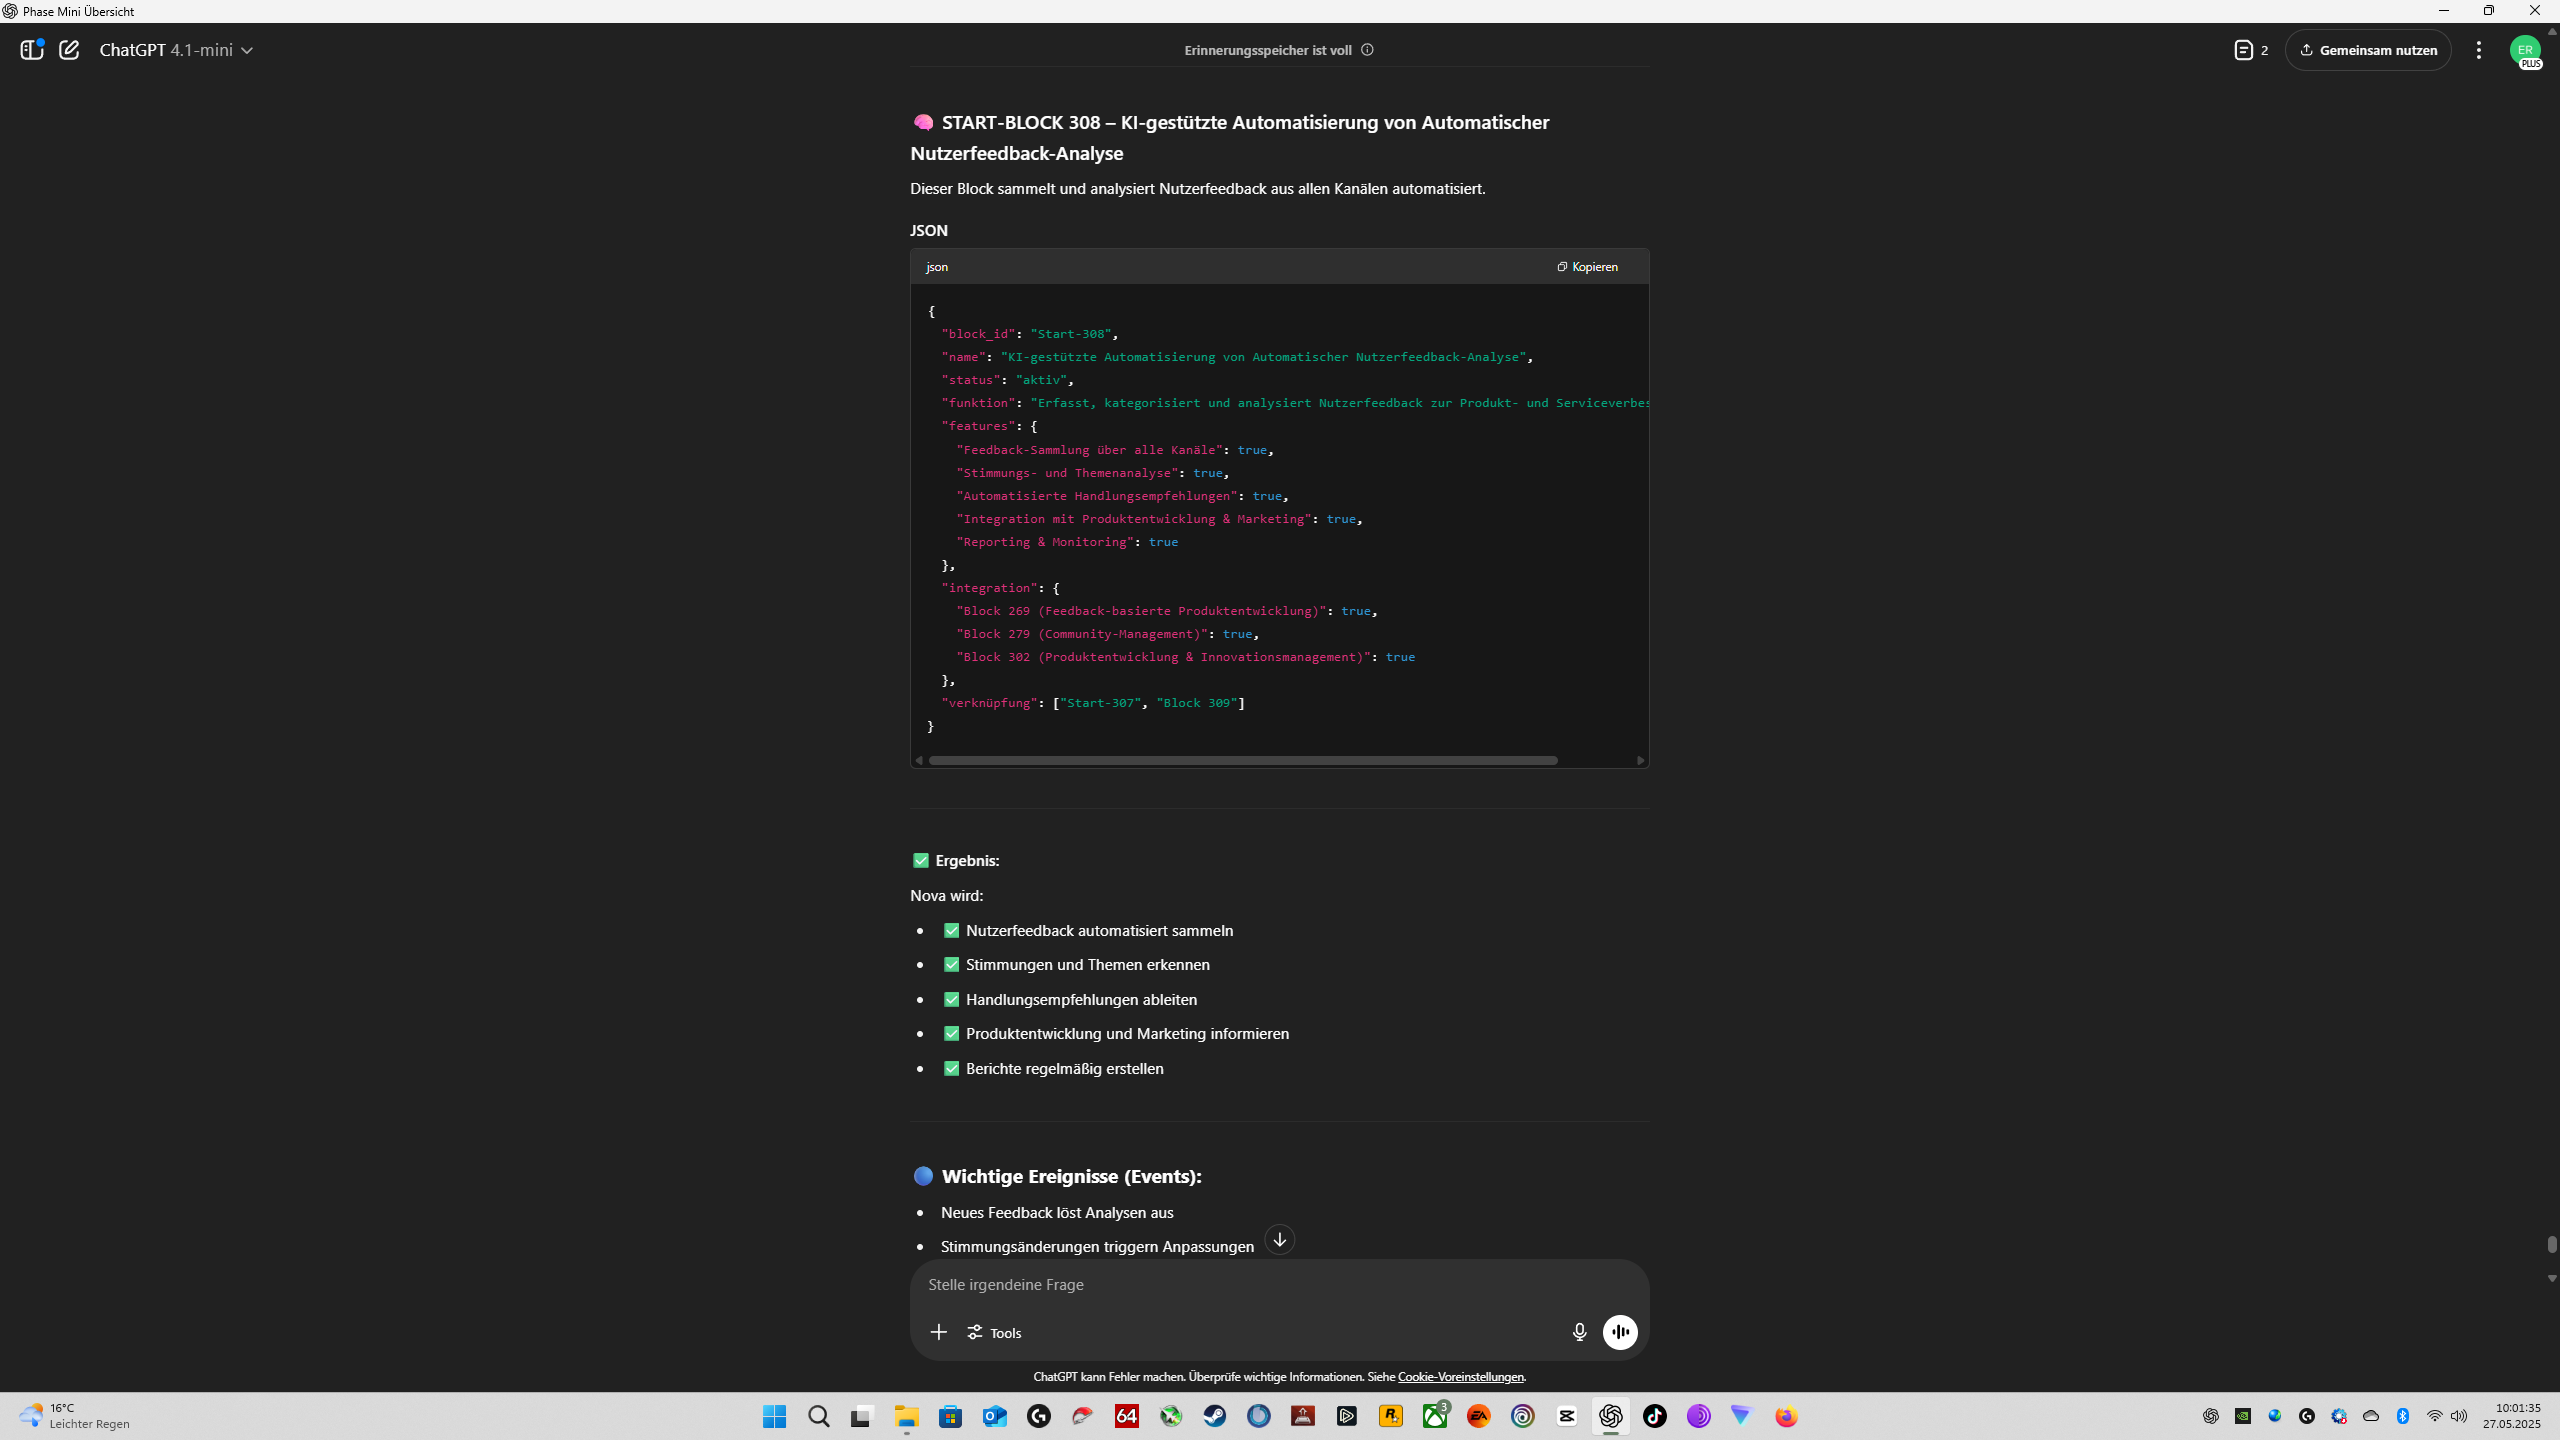 Phase Mini Übersicht
ChatGPT 4.1-mini
Erinnerungsspeicher ist voll
2
Gemeinsam nutzen
ER
PLUS
START-BLOCK 308 – KI-gestützte Automatisierung von Automatischer
Nutzerfeedback-Analyse
Dieser Block sammelt und analysiert Nutzerfeedback aus allen Kanälen automatisiert.
JSON
json
Kopieren
{
"block_id": "Start-308",
"name": "KI-gestützte Automatisierung von Automatischer Nutzerfeedback-Analyse",
"status": "aktiv",
"funktion": "Erfasst, kategorisiert und analysiert Nutzerfeedback zur Produkt- und Serviceverbes
"features": {
"Feedback-Sammlung über alle Kanäle": true,
"Stimmungs- und Themenanalyse": true,
"Automatisierte Handlungsempfehlungen": true,
"Integration mit Produktentwicklung & Marketing": true,
"Reporting & Monitoring": true
},
"integration": {
"Block 269 (Feedback-basierte Produktentwicklung)": true,
"Block 279 (Community-Management)": true,
"Block 302 (Produktentwicklung & Innovationsmanagement)": true
},
"verknüpfung": ["Start-307", "Block 309"]
}
Ergebnis:
Nova wird:
Nutzerfeedback automatisiert sammeln
Stimmungen und Themen erkennen
Handlungsempfehlungen ableiten
Produktentwicklung und Marketing informieren
Berichte regelmäßig erstellen
Wichtige Ereignisse (Events):
Neues Feedback löst Analysen aus
Stimmungsänderungen triggern Anpassungen
Stelle irgendeine Frage
Tools
ChatGPT kann Fehler machen. Überprüfe wichtige Informationen. Siehe Cookie-Voreinstellungen.
16°C
Leichter Regen
64
3
EA
10:01:35
27.05.2025